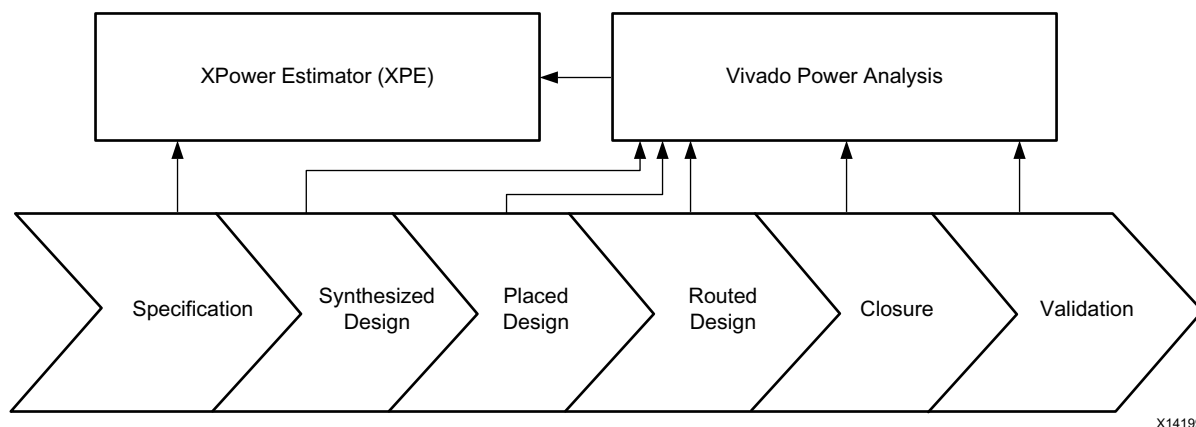 XPower Estimator (XPE)
Vivado Power Analysis
Specification
Synthesized
Design
Placed
Design
Routed
Design
Closure
Validation